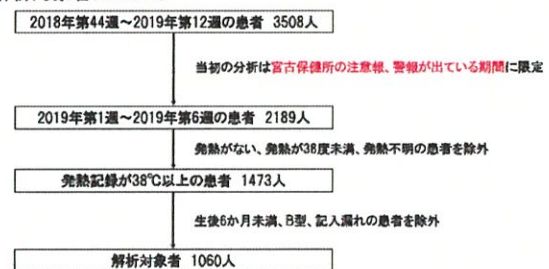 2018年第44週～2019年第12週の患者 3508人
当初の分析は宮古保健所の注意報、警報が出ている期間に限定
2019年第1週～2019年第6週の患者 2189人
発熱がない、発熱が38度未満、発熱不明の患者を除外
発熱記録が38℃以上の患者 1473人
生後6か月未満、B型、記入漏れの患者を除外
解析対象者 1060人